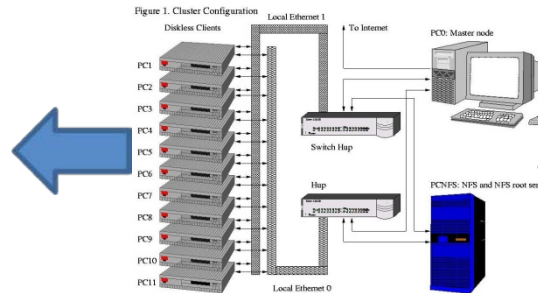 Figure 1. Cluster Configuration
Diskless Clients
Local Ethernet 1
To Internet
PC0: Master node
PC1
PC2
PC3
PC4
PC5
PC6
PC7
PC8
PC9
PC10
PC11
Switch Hup
Hup
PCNFS: NFS and NFS root ser
Local Ethernet 0